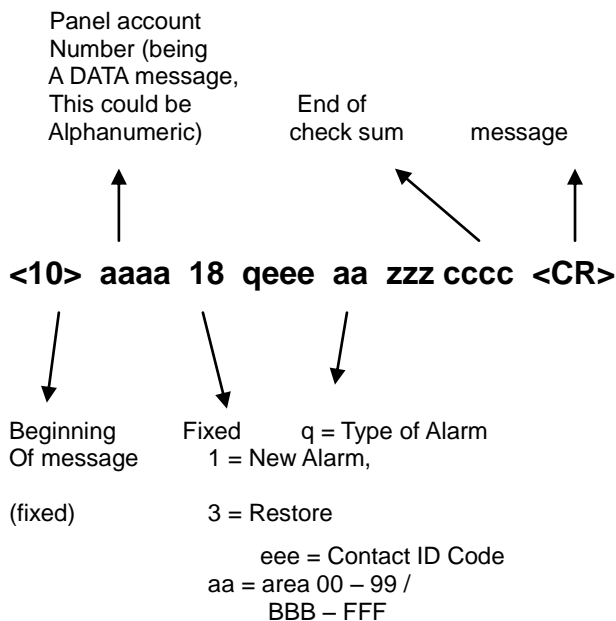 Panel account
Number (being
A DATA message,
This could be
Alphanumeric)
End of
check sum
message
<10> aaaa 18 qeee aa zzz cccc <CR>
Beginning
Of message
(fixed)
Fixed
q = Type of Alarm
1 = New Alarm,
3 = Restore
eee = Contact ID Code
aa = area 00 – 99 /
BBB – FFF